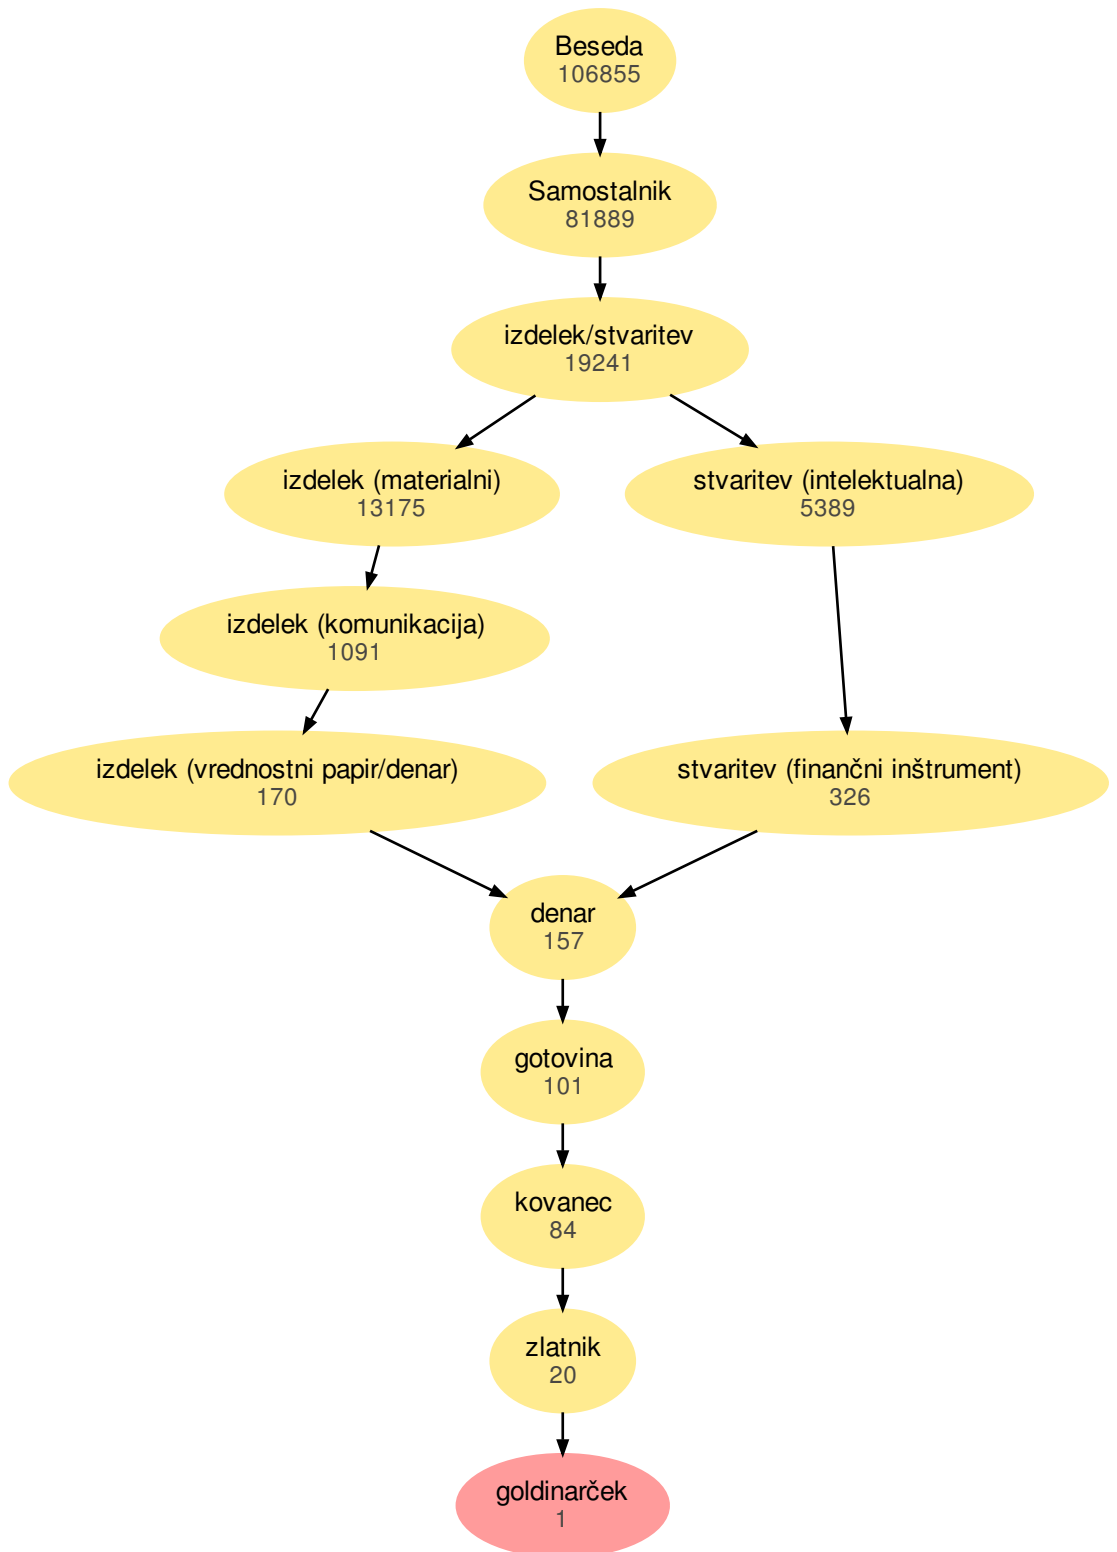 Beseda
106855
Samostalnik
81889
izdelek/stvaritev
19241
izdelek (materialni)
13175
stvaritev (intelektualna)
5389
izdelek (komunikacija)
1091
izdelek (vrednostni papir/denar)
170
stvaritev (finančni inštrument)
326
denar
157
gotovina
101
kovanec
84
zlatnik
20
goldinarček
1